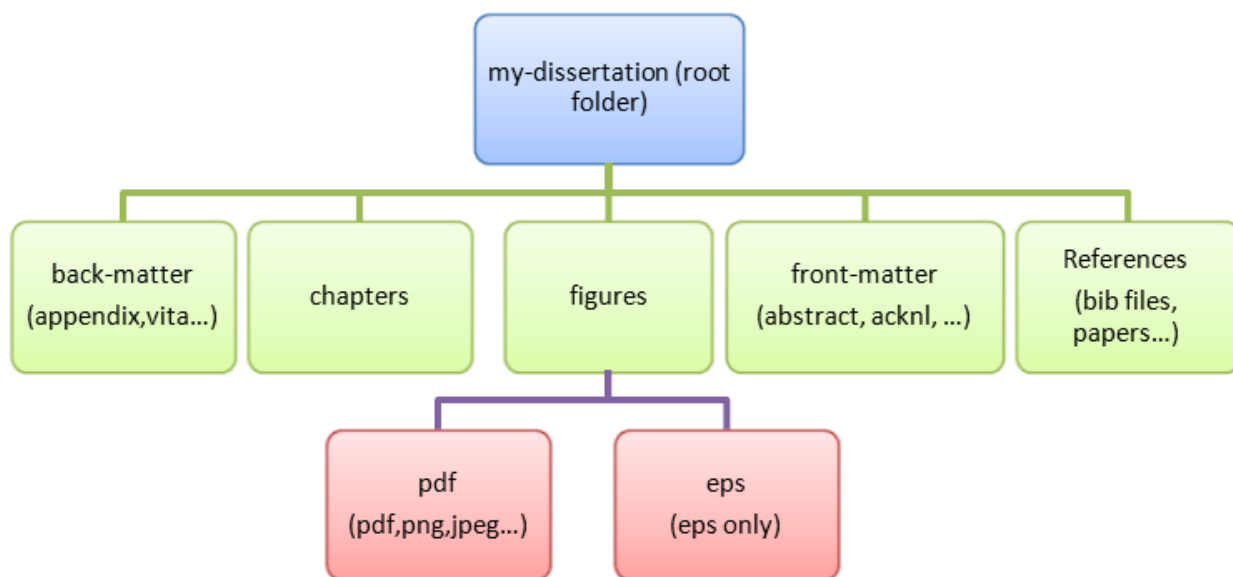 my-dissertation (root
folder)
back-matter
(appendix,vita...)
chapters
figures
front-matter
(abstract, acknl, ...)
References
(bib files,
papers...)
pdf
(pdf,png,jpeg...)
eps
(eps only)